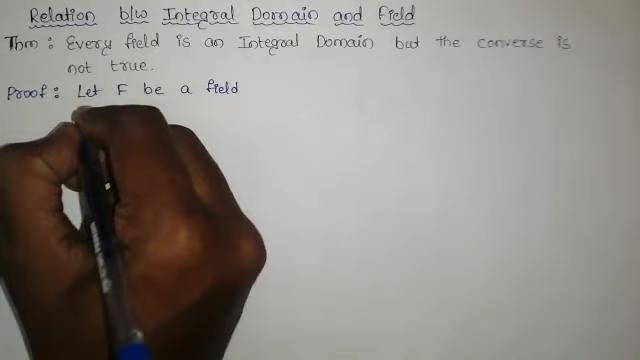 Relation b/w Integral Domain and Field
Thm : Every field is an Integral Domain but the converse is
not true.
Proof : Let F be a field